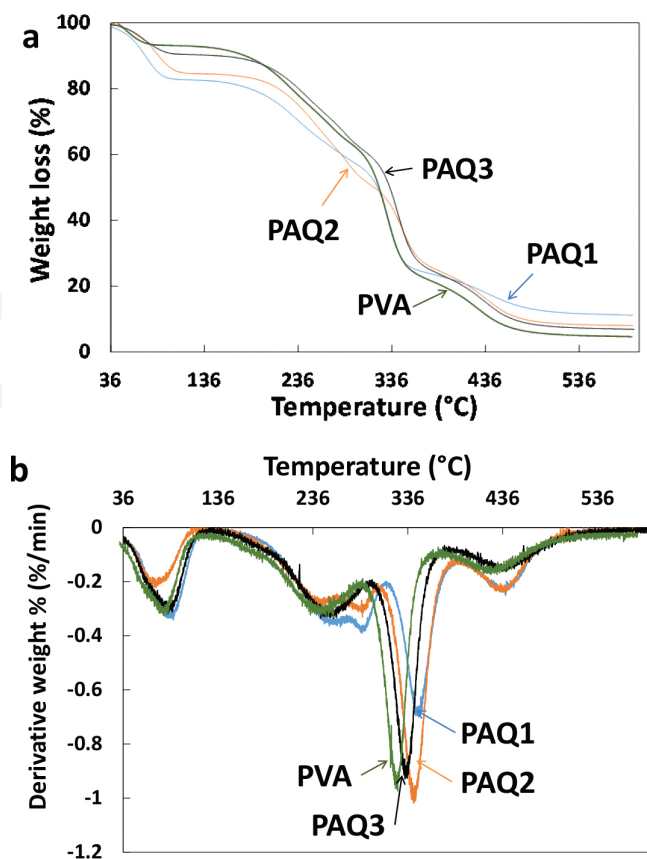 a
100
80
60
40
20
0
Weight loss (%)
PAQ3
PAQ2
PAQ1
PVA
36 136 236 336 436 536
Temperature (°C)
b
Temperature (°C)
36 136 236 336 436 536
0
-0.2
-0.4
-0.6
-0.8
-1
-1.2
Derivative weight % (%/min)
PAQ1
PVA
PAQ2
PAQ3